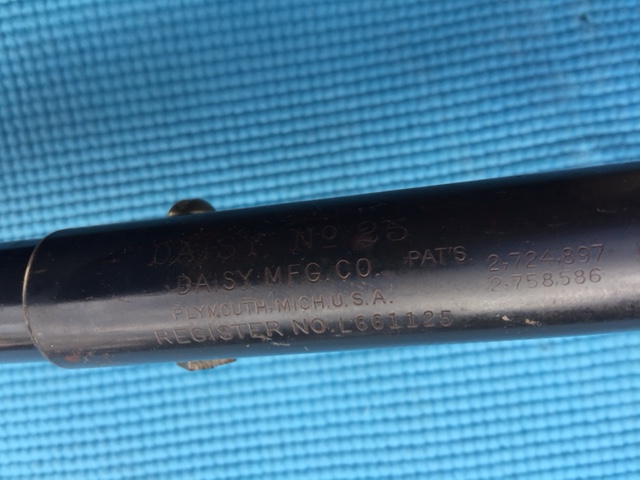 DAISY Nº 25
DAISY MFG. CO. PAT'S. 2,724,897
2,758,586
PLYMOUTH, MICH. U.S.A.
REGISTER NO. L661125